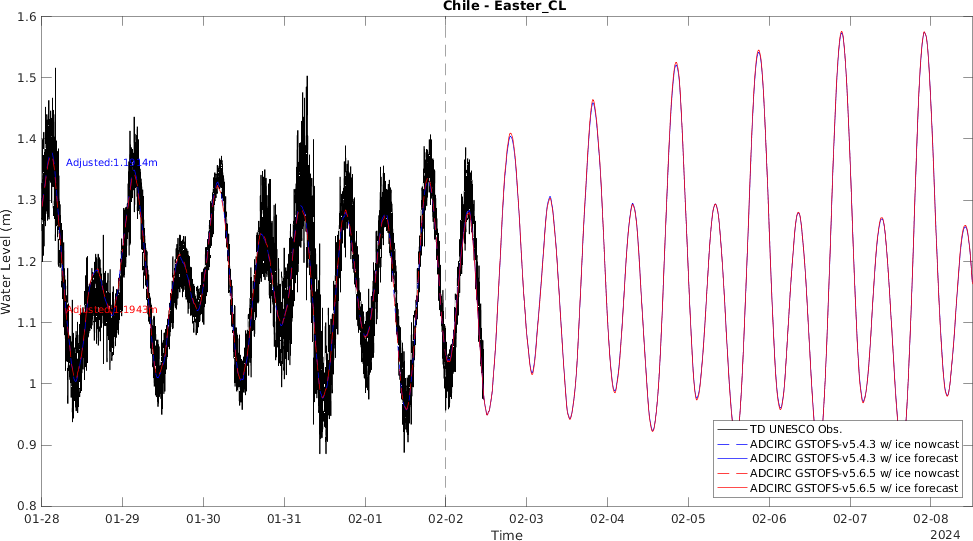 Chile - Easter_CL
1.6
1.5
1.4
1.3
1.2
1.1
1
0.9
0.8
Water Level (m)
Adjusted:1.1914m
Adjusted:1.1943m
TD UNESCO Obs.
ADCIRC GSTOFS-v5.4.3 w/ ice nowcast
ADCIRC GSTOFS-v5.4.3 w/ ice forecast
ADCIRC GSTOFS-v5.6.5 w/ ice nowcast
ADCIRC GSTOFS-v5.6.5 w/ ice forecast
01-28 01-29 01-30 01-31 02-01 02-02 02-03 02-04 02-05 02-06 02-07 02-08
Time
2024